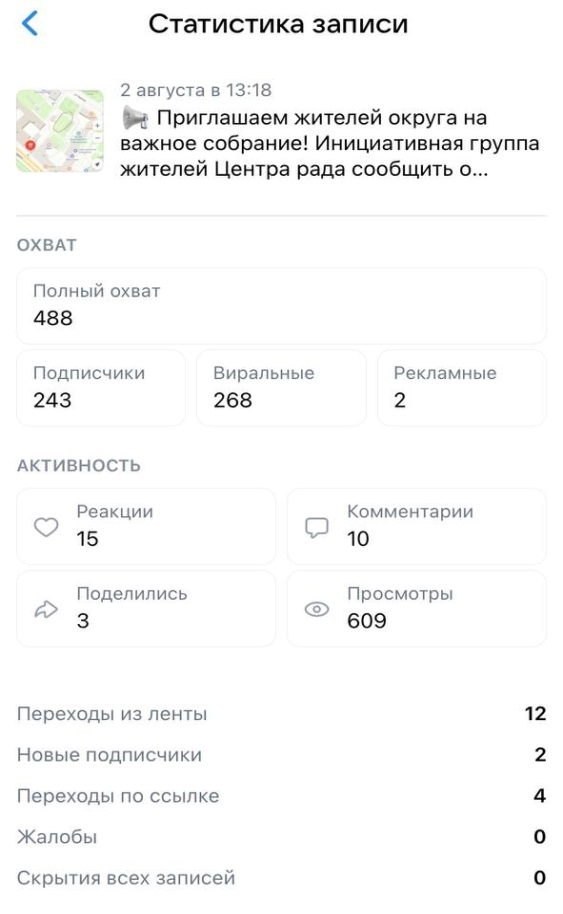 Статистика записи
2 августа в 13:18
📢 Приглашаем жителей округа на
важное собрание! Инициативная группа
жителей Центра рада сообщить о...
ОХВАТ
Полный охват
488
Подписчики
243
Виральные
268
Рекламные
2
АКТИВНОСТЬ
Реакции
15
Комментарии
10
Поделились
3
Просмотры
609
Переходы из ленты 12
Новые подписчики 2
Переходы по ссылке 4
Жалобы 0
Скрытия всех записей 0